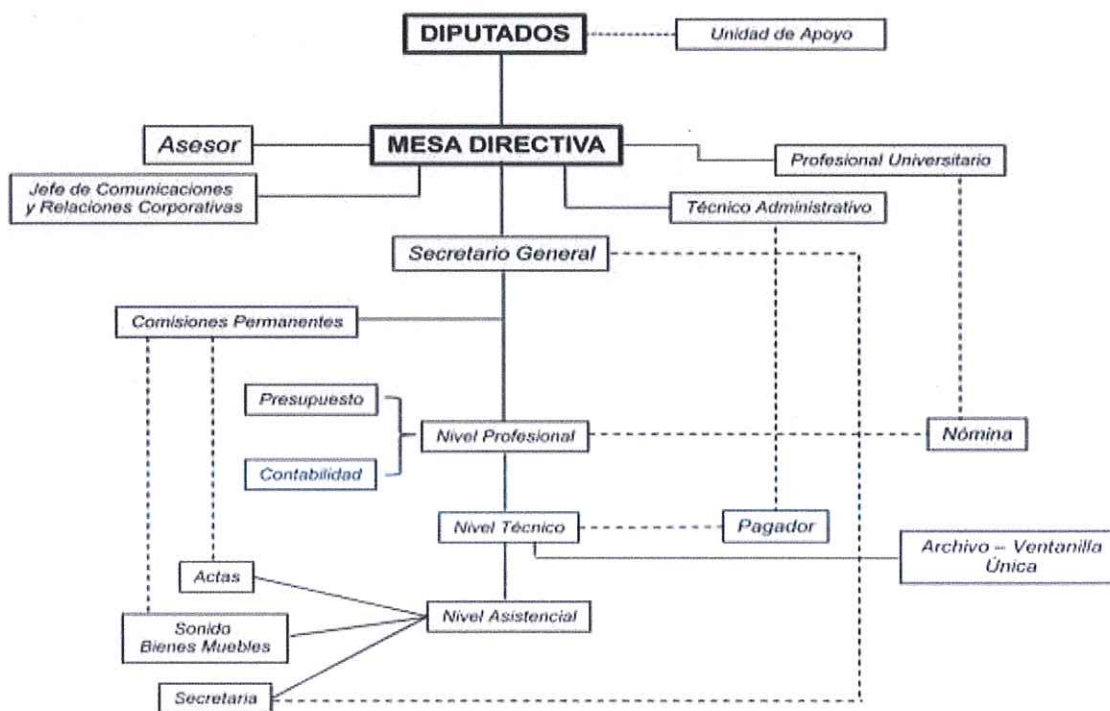 DIPUTADOS
Unidad de Apoyo
Asesor
MESA DIRECTIVA
Profesional Universitario
Jefe de Comunicaciones
y Relaciones Corporativas
Técnico Administrativo
Secretario General
Comisiones Permanentes
Presupuesto
Nivel Profesional
Nómina
Contabilidad
Nivel Técnico
Pagador
Archivo – Ventanilla
Única
Actas
Nivel Asistencial
Sonido
Bienes Muebles
Secretaria